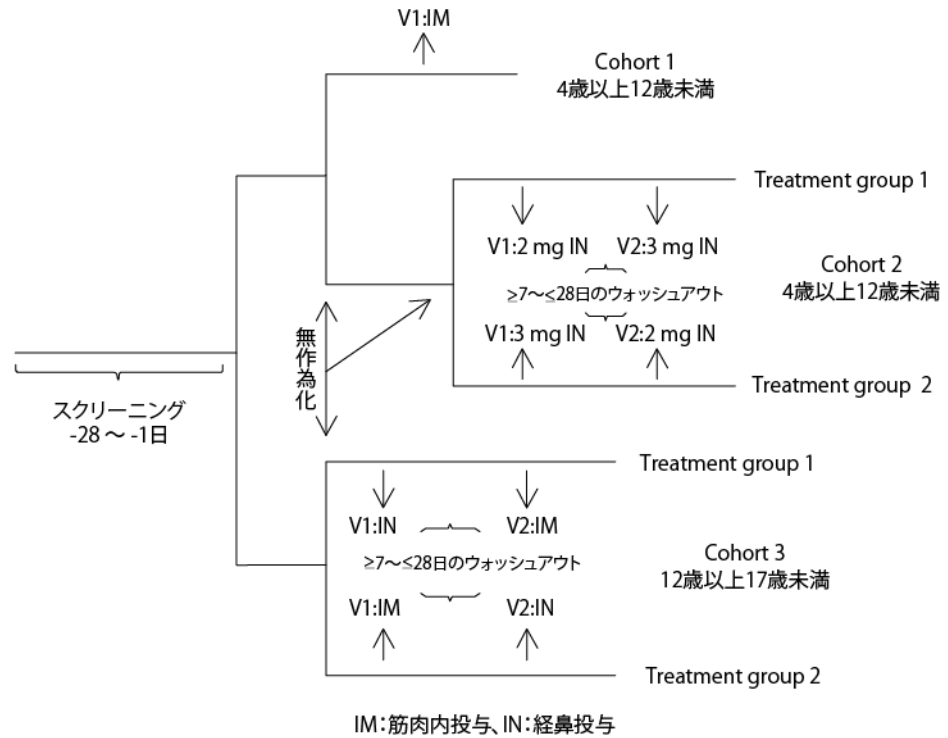 V1:IM
Cohort 1
4歳以上12歳未満
Treatment group 1
V1:2 mg IN
V2:3 mg IN
Cohort 2
4歳以上12歳未満
≥7～≤28日のウォッシュアウト
V1:3 mg IN
V2:2 mg IN
Treatment group 2
無作為化
スクリーニング
-28 ～ -1日
Treatment group 1
V1:IN
V2:IM
Cohort 3
12歳以上17歳未満
≥7～≤28日のウォッシュアウト
V1:IM
V2:IN
Treatment group 2
IM：筋肉内投与、IN：経鼻投与